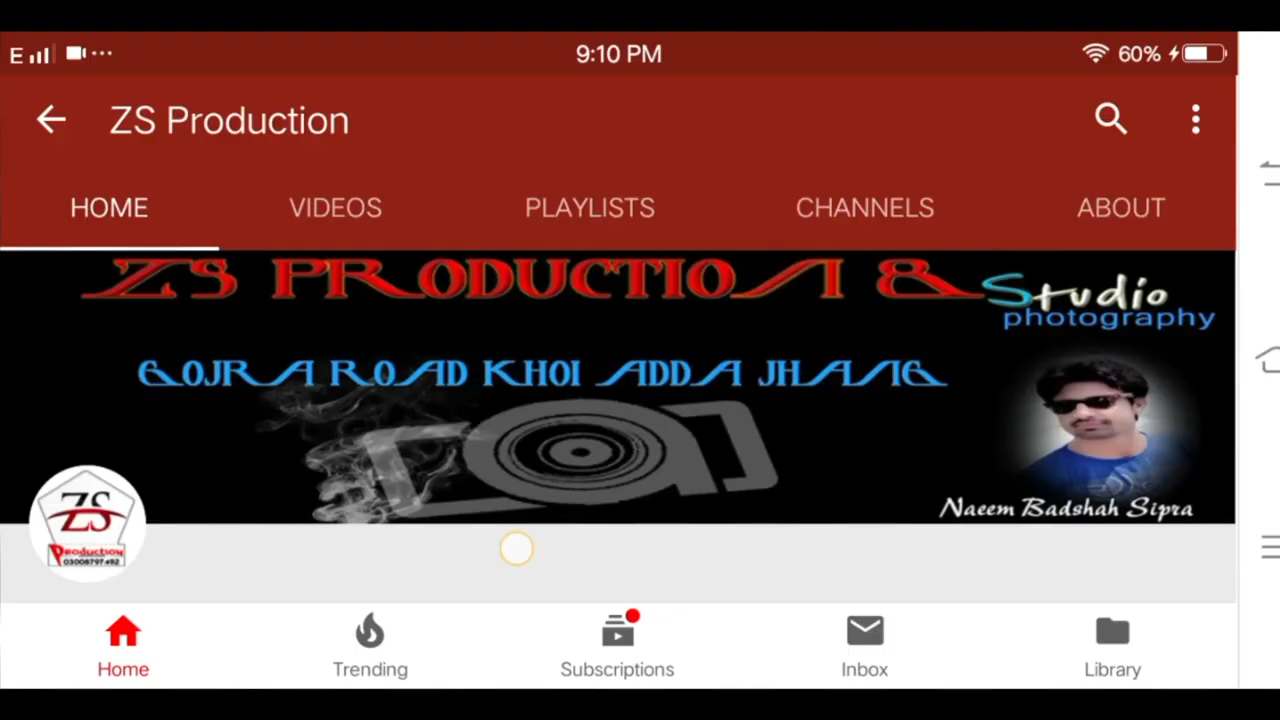 E 9:10 PM 60%
ZS Production
HOME VIDEOS PLAYLISTS CHANNELS ABOUT
ZS PRODUCTION & Studio
photography
GOJRA ROAD KHOI ADDA JHANG
Naeem Badshah Sipra
ZS
Production
03008797492
Home Trending Subscriptions Inbox Library